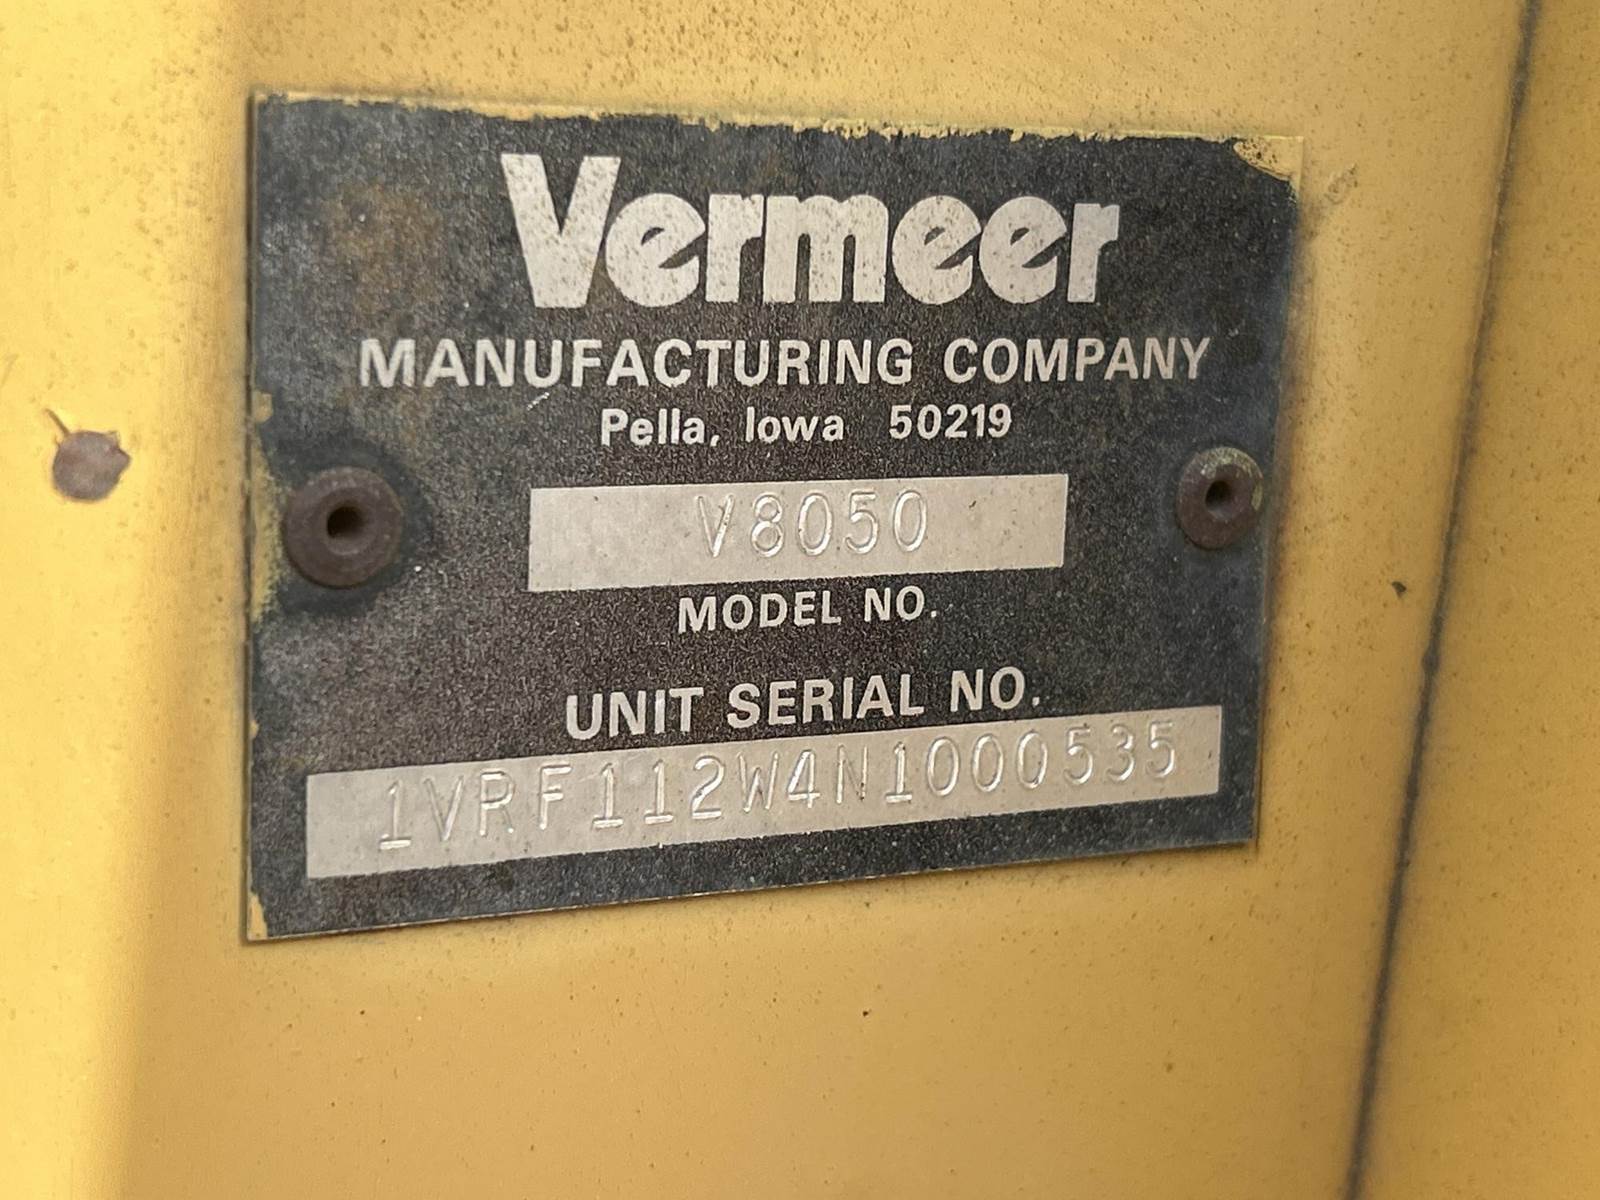 Vermeer
MANUFACTURING COMPANY
Pella, Iowa 50219
V8050
MODEL NO.
UNIT SERIAL NO.
1VRF112W4N1000535